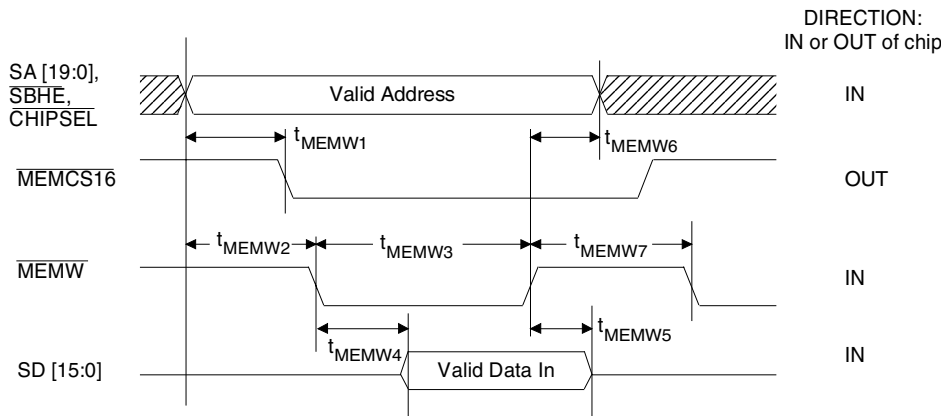 DIRECTION:
IN or OUT of chip
SA [19:0],
SBHE,
CHIPSEL
Valid Address
IN
tMEMW1
tMEMW6
MEMCS16
OUT
tMEMW2
tMEMW3
tMEMW7
MEMW
IN
tMEMW4
tMEMW5
SD [15:0]
Valid Data In
IN